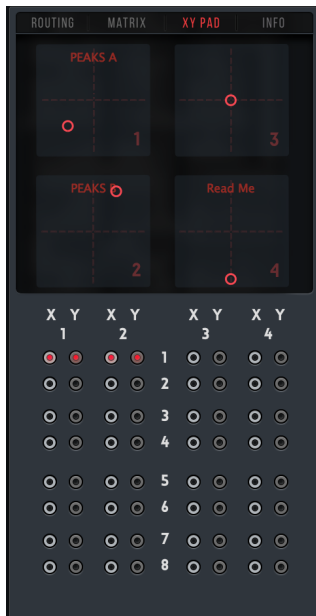 ROUTING MATRIX XY PAD INFO
PEAKS A
1
3
PEAKS B
2
Read Me
4
X Y X Y X Y X Y
1 2 3 4
1
2
3
4
5
6
7
8